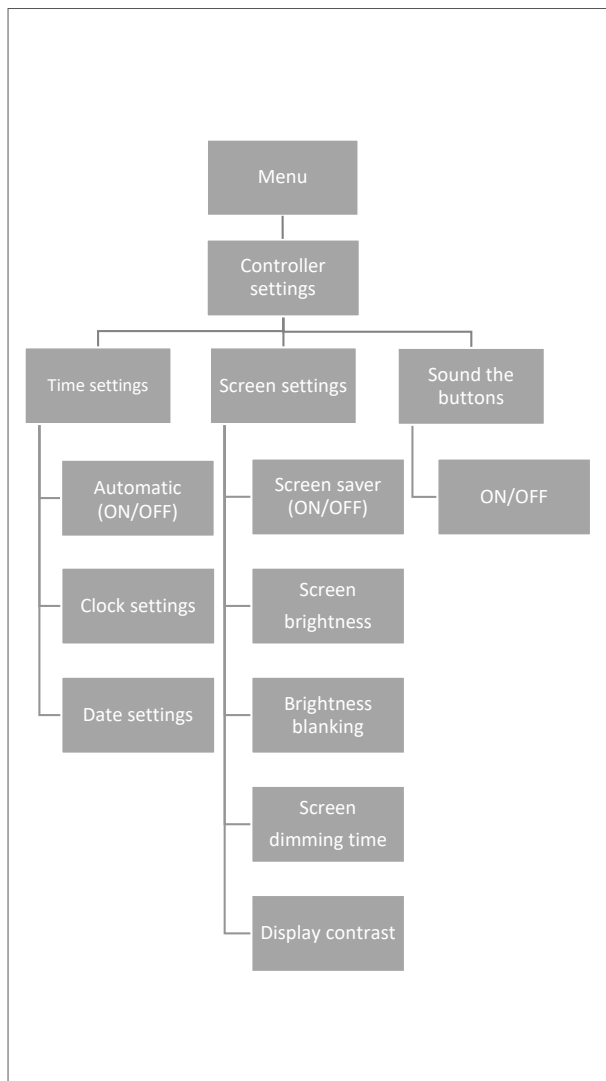 Menu
Controller
settings
Time settings
Screen settings
Sound the
buttons
Automatic
(ON/OFF)
Clock settings
Date settings
Screen saver
(ON/OFF)
Screen
brightness
Brightness
blanking
Screen
dimming time
Display contrast
ON/OFF